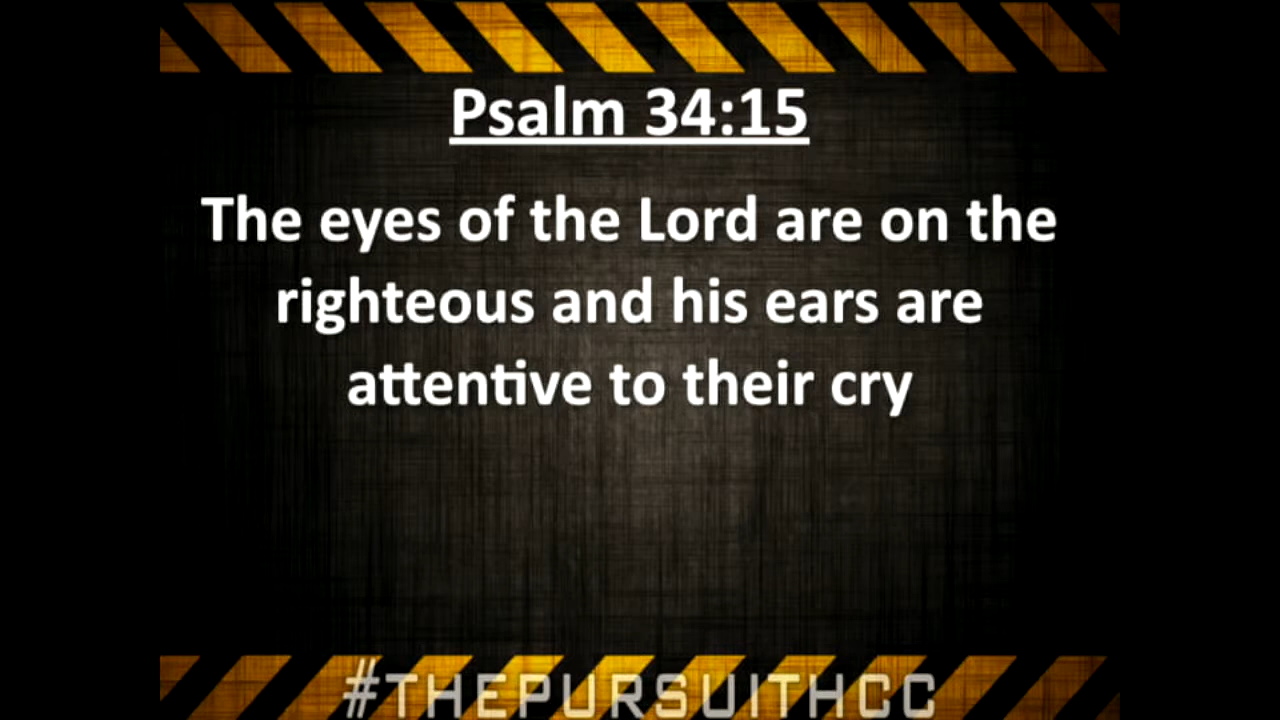 Psalm 34:15
The eyes of the Lord are on the
righteous and his ears are
attentive to their cry
#THEPURSUITHCC